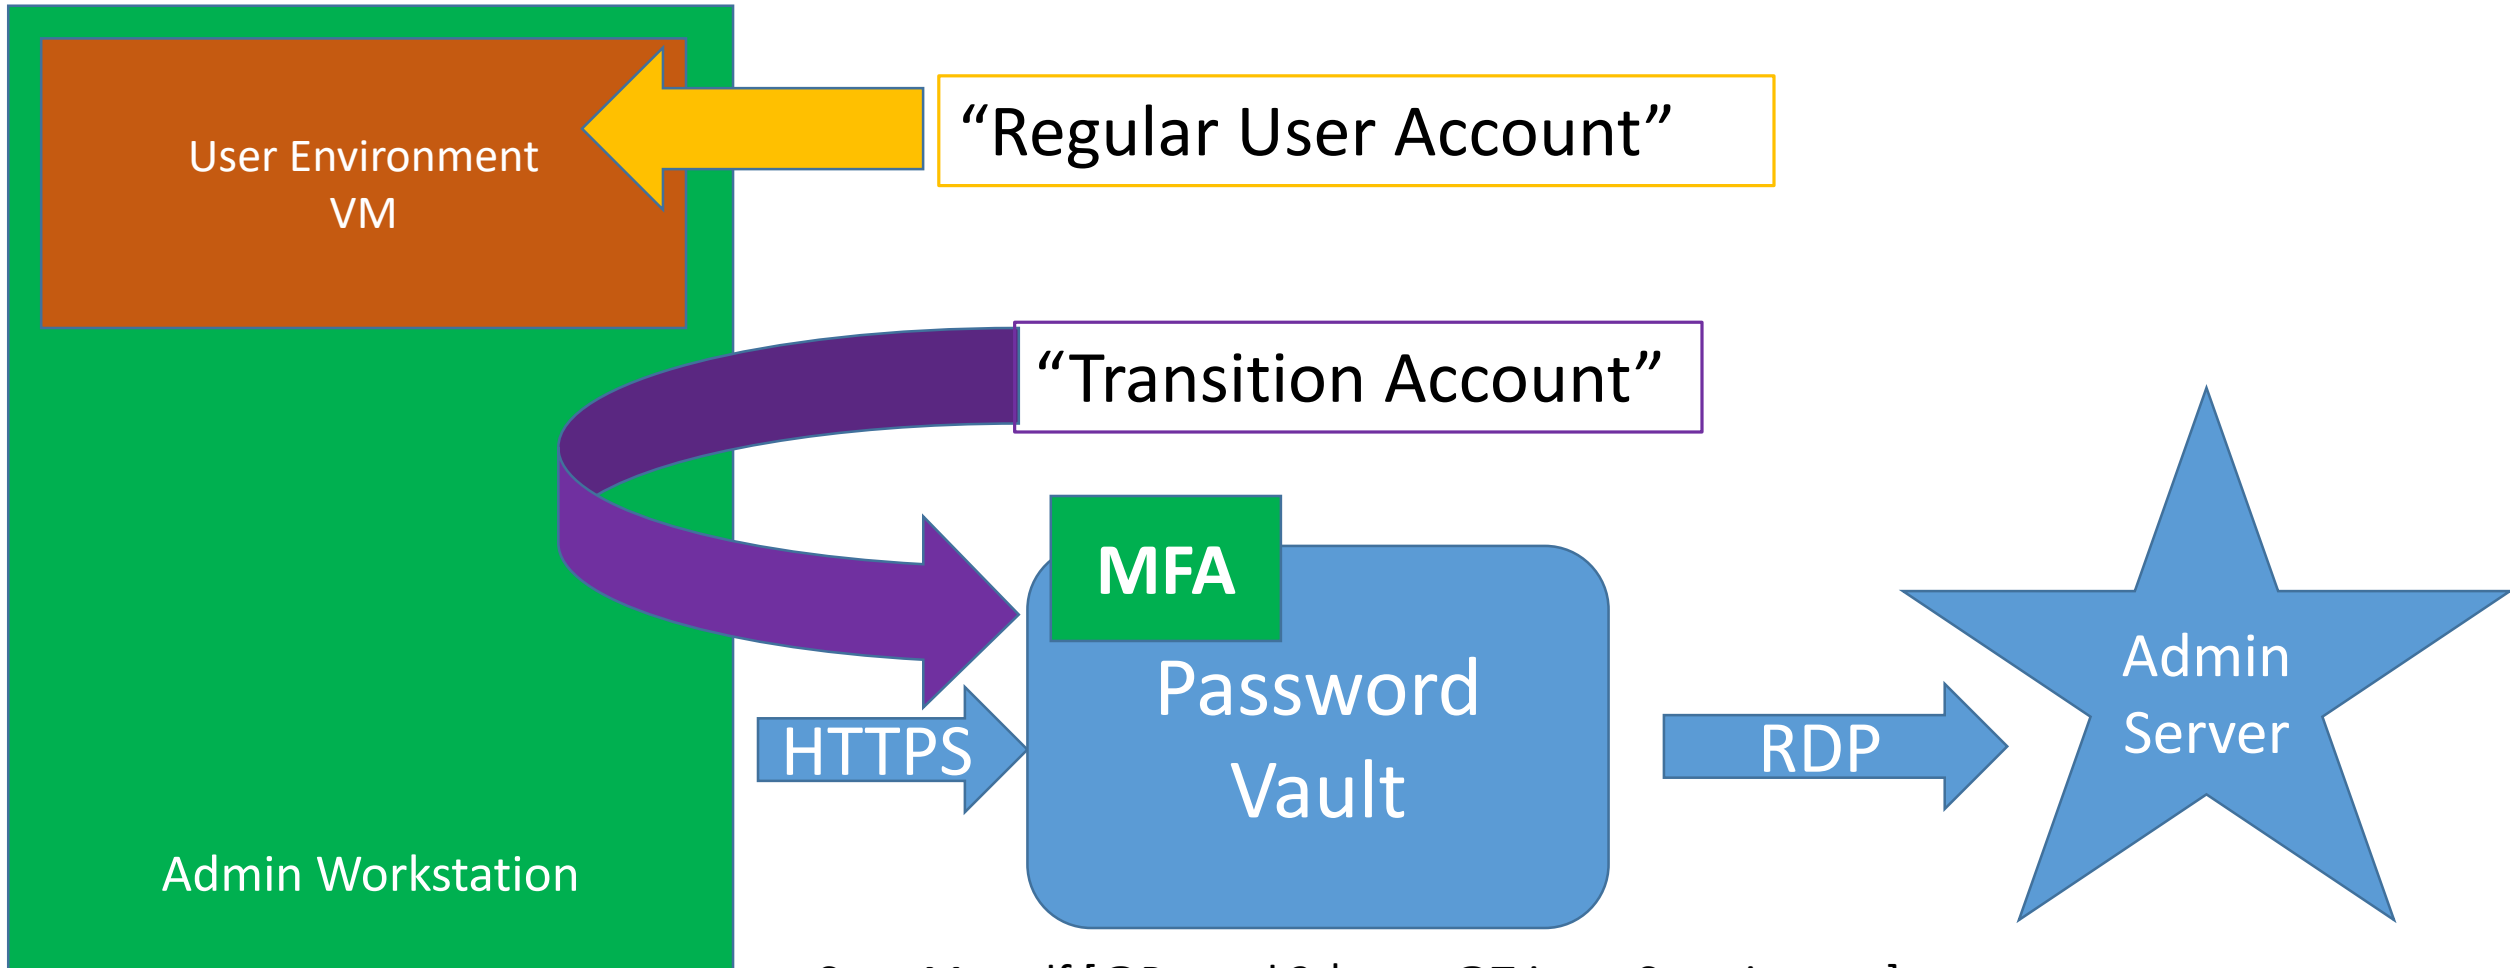 User Environment
VM
“Regular User Account”
“Transition Account”
MFA
Password
Vault
HTTPS
RDP
Admin
Server
Admin Workstation